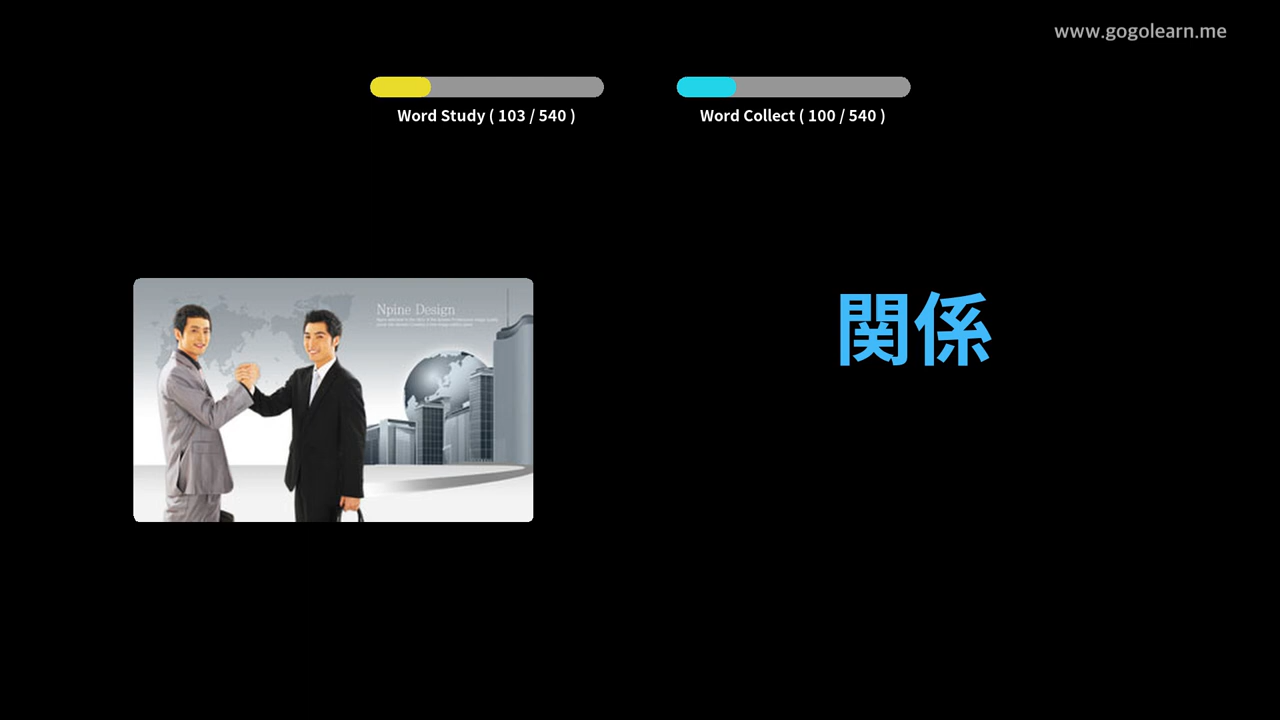 www.gogolearn.me
Word Study ( 103 / 540 )
Word Collect ( 100 / 540 )
Npine Design
関係